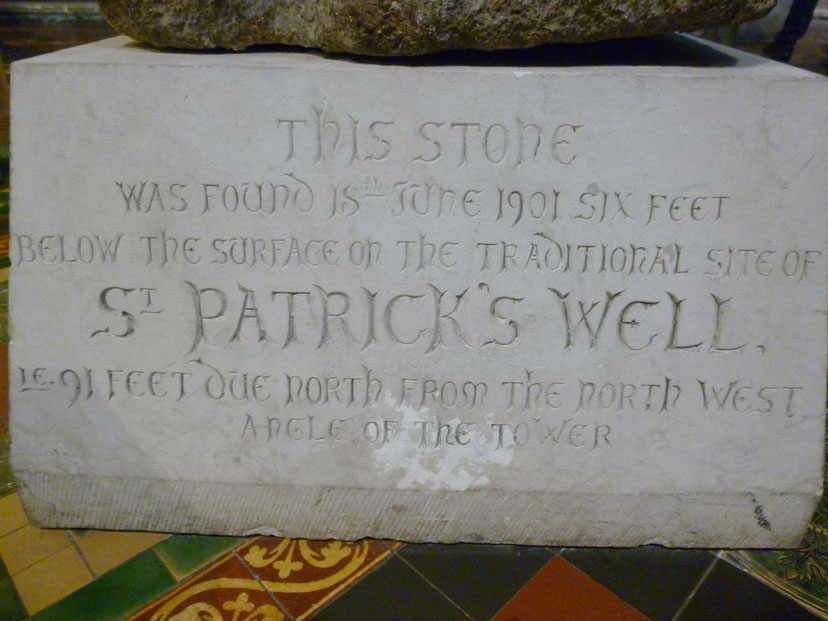 THIS STONE
WAS FOUND 18TH JUNE 1901 SIX FEET
BELOW THE SURFACE ON THE TRADITIONAL SITE OF
ST PATRICK'S WELL,
I.E. 91 FEET DUE NORTH FROM THE NORTH WEST
ANGLE OF THE TOWER